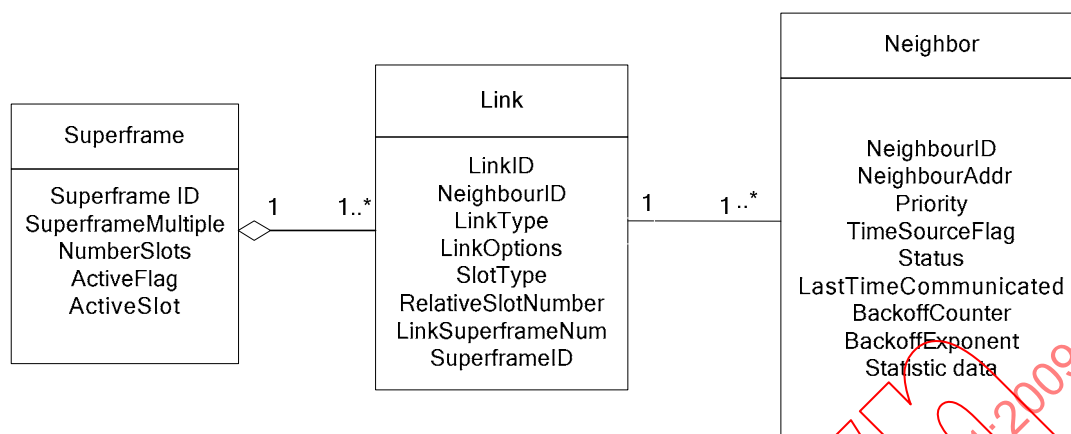 Superframe
Superframe ID
SuperframeMultiple
NumberSlots
ActiveFlag
ActiveSlot
1
1..*
Link
LinkID
NeighbourID
LinkType
LinkOptions
SlotType
RelativeSlotNumber
LinkSuperframeNum
SuperframeID
1
1..*
Neighbor
NeighbourID
NeighbourAddr
Priority
TimeSourceFlag
Status
LastTimeCommunicated
BackoffCounter
BackoffExponent
Statistic data
:2009